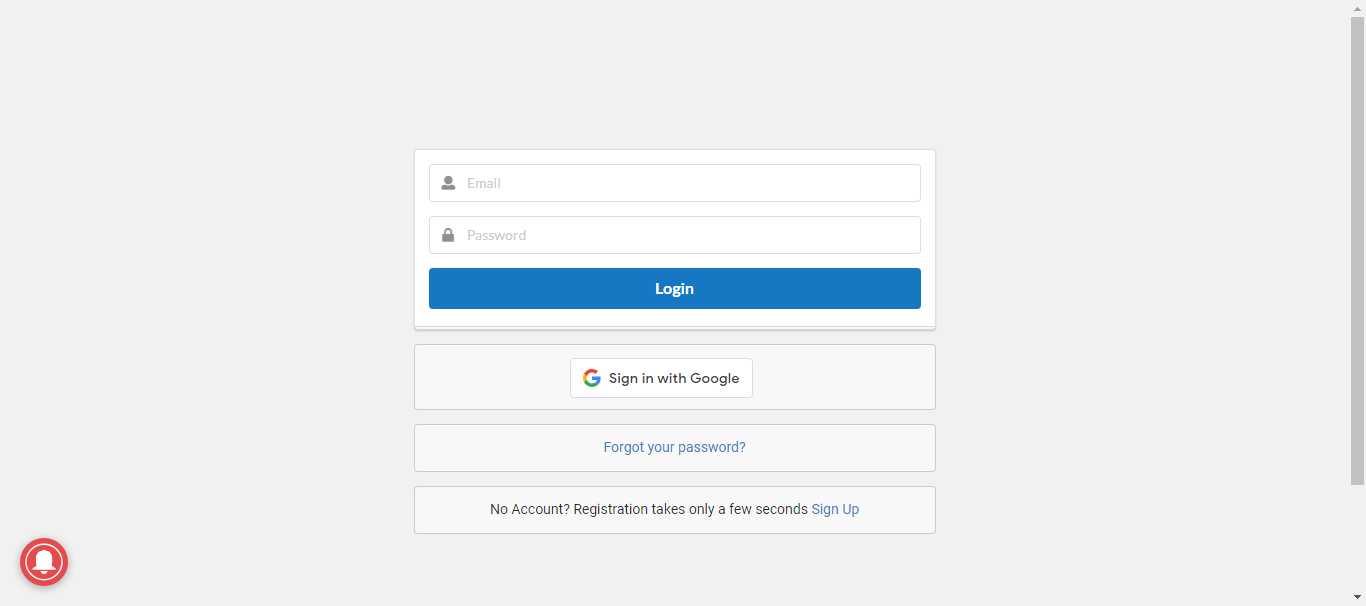 Email
Password
Login
Sign in with Google
Forgot your password?
No Account? Registration takes only a few seconds Sign Up